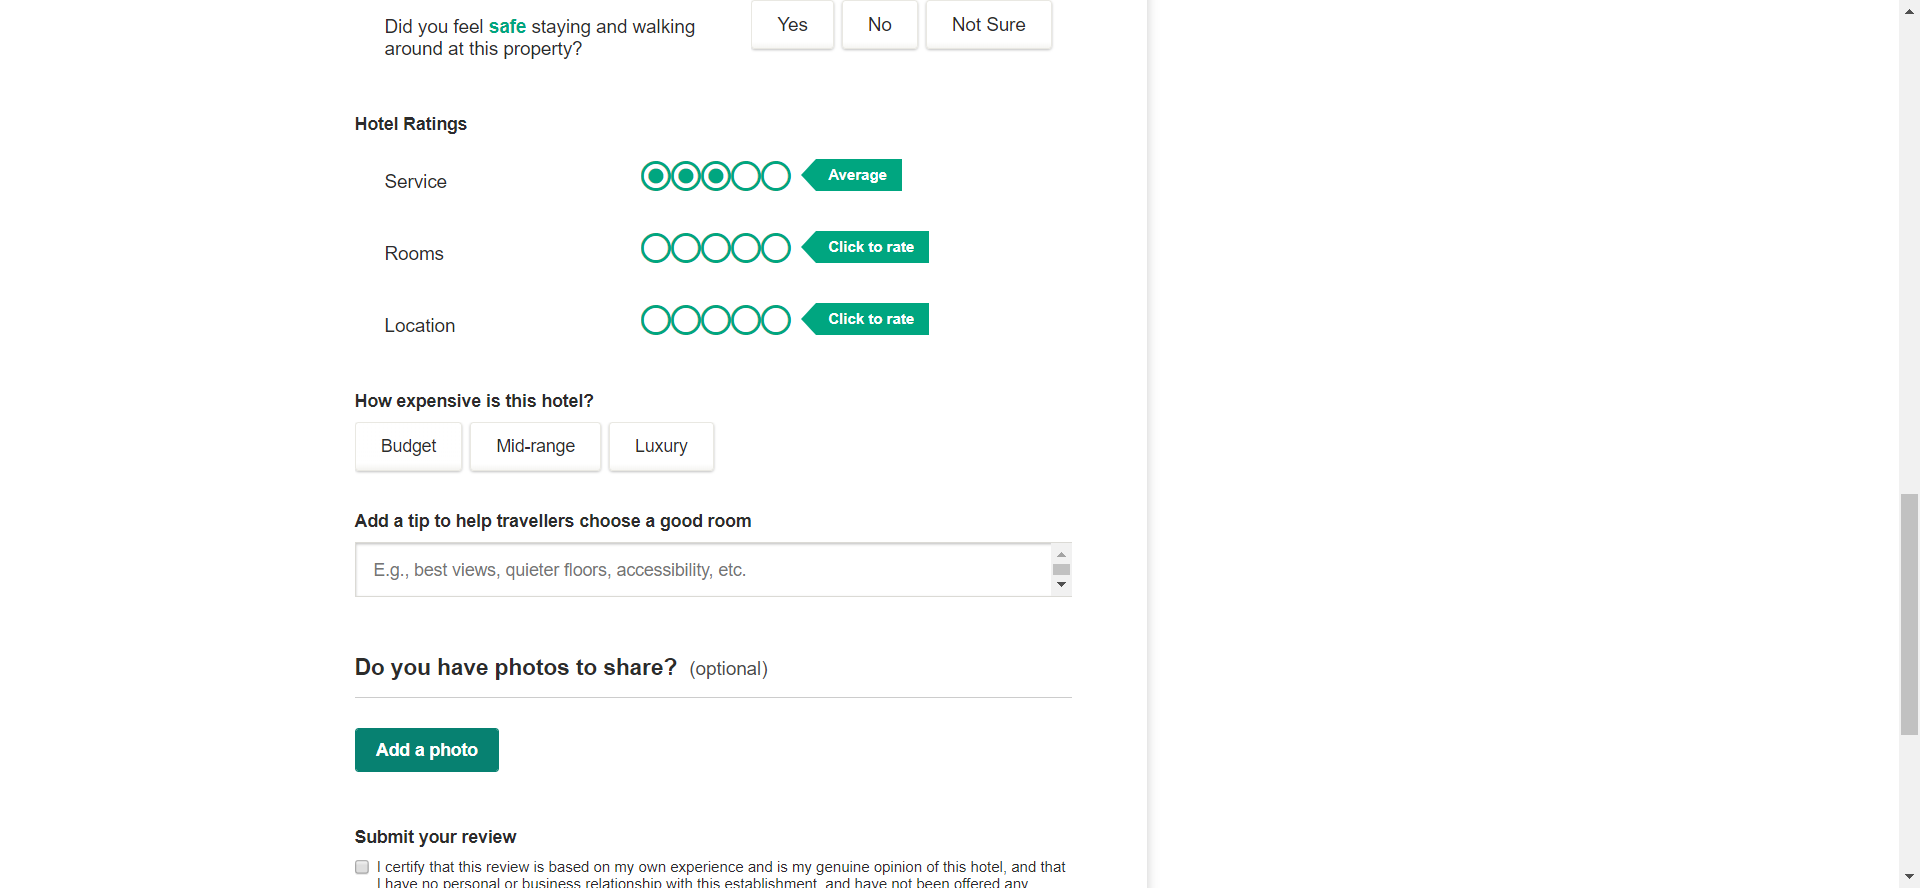 Did you feel safe staying and walking
around at this property?
Yes
No
Not Sure
Hotel Ratings
Service
Average
Rooms
Click to rate
Location
Click to rate
How expensive is this hotel?
Budget
Mid-range
Luxury
Add a tip to help travellers choose a good room
E.g., best views, quieter floors, accessibility, etc.
Do you have photos to share? (optional)
Add a photo
Submit your review
I certify that this review is based on my own experience and is my genuine opinion of this hotel, and that
I have no personal or business relationship with this establishment, and have not been offered any